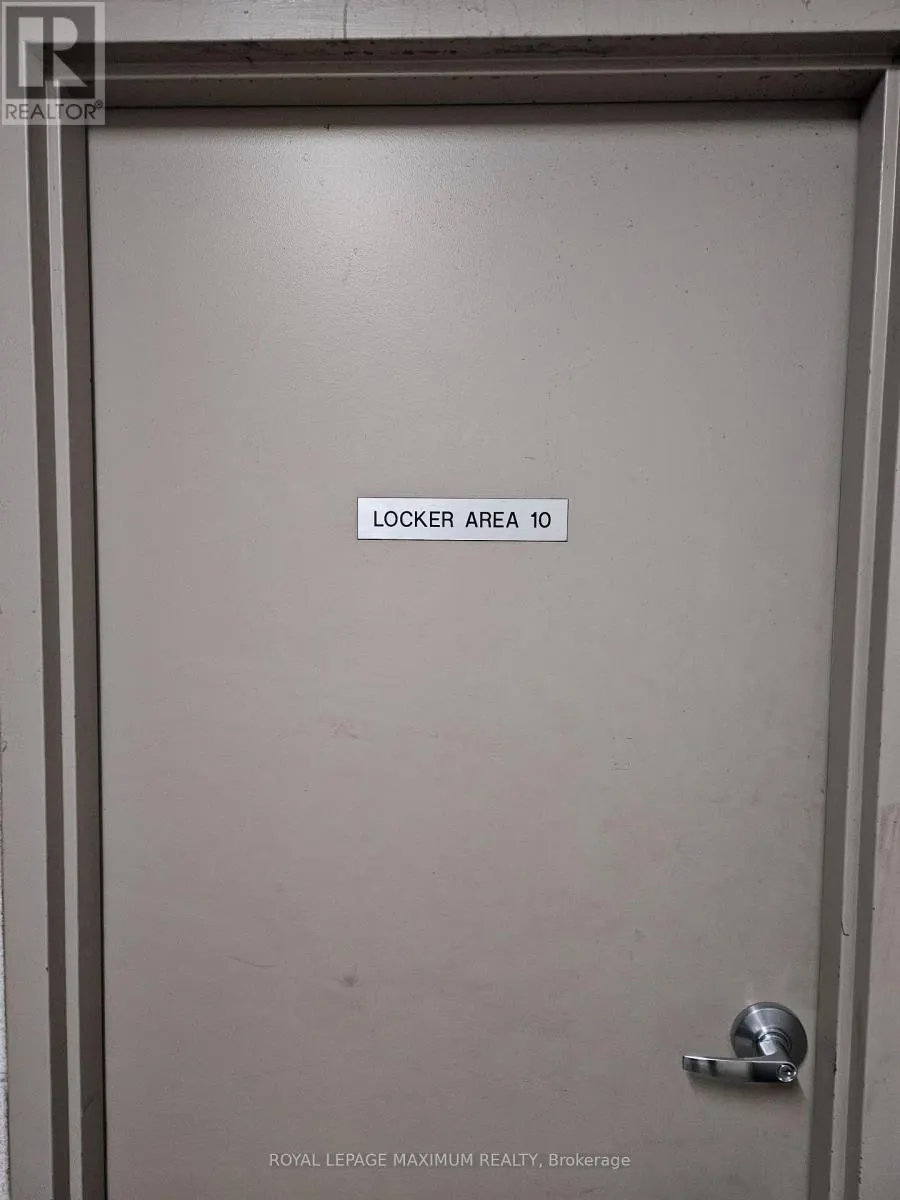 REALTOR®
LOCKER AREA 10
ROYAL LEPAGE MAXIMUM REALTY, Brokerage